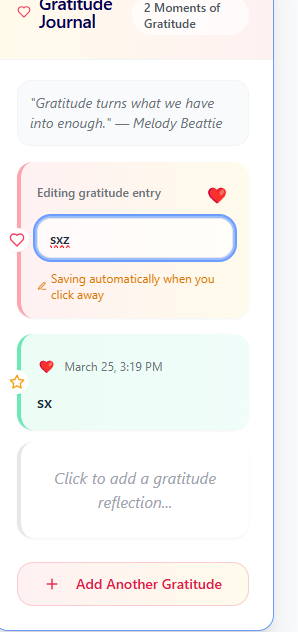 Gratitude
Journal
2 Moments of
Gratitude
"Gratitude turns what we have
into enough." — Melody Beattie
Editing gratitude entry
sxz
Saving automatically when you
click away
March 25, 3:19 PM
sx
Click to add a gratitude
reflection...
+ Add Another Gratitude